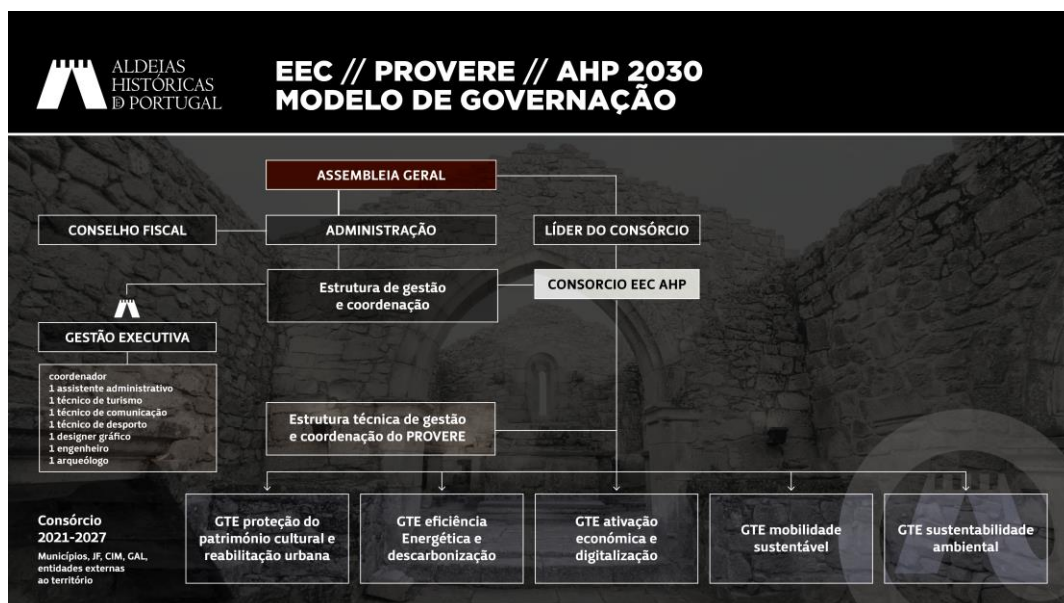 ALDEIAS
HISTÓRICAS
DE PORTUGAL
EEC // PROVERE // AHP 2030
MODELO DE GOVERNAÇÃO
ASSEMBLEIA GERAL
CONSELHO FISCAL
ADMINISTRAÇÃO
LÍDER DO CONSÓRCIO
Estrutura de gestão
e coordenação
CONSORCIO EEC AHP
GESTÃO EXECUTIVA
coordenador
1 assistente administrativo
1 técnico de turismo
1 técnico de comunicação
1 técnico de desporto
1 designer gráfico
1 engenheiro
1 arqueólogo
Estrutura técnica de gestão
e coordenação do PROVERE
Consórcio
2021-2027
Municípios, JF, CIM, GAL,
entidades externas
ao território
GTE proteção do
património cultural e
reabilitação urbana
GTE eficiência
Energética e
descarbonização
GTE ativação
económica e
digitalização
GTE mobilidade
sustentável
GTE sustentabilidade
ambiental